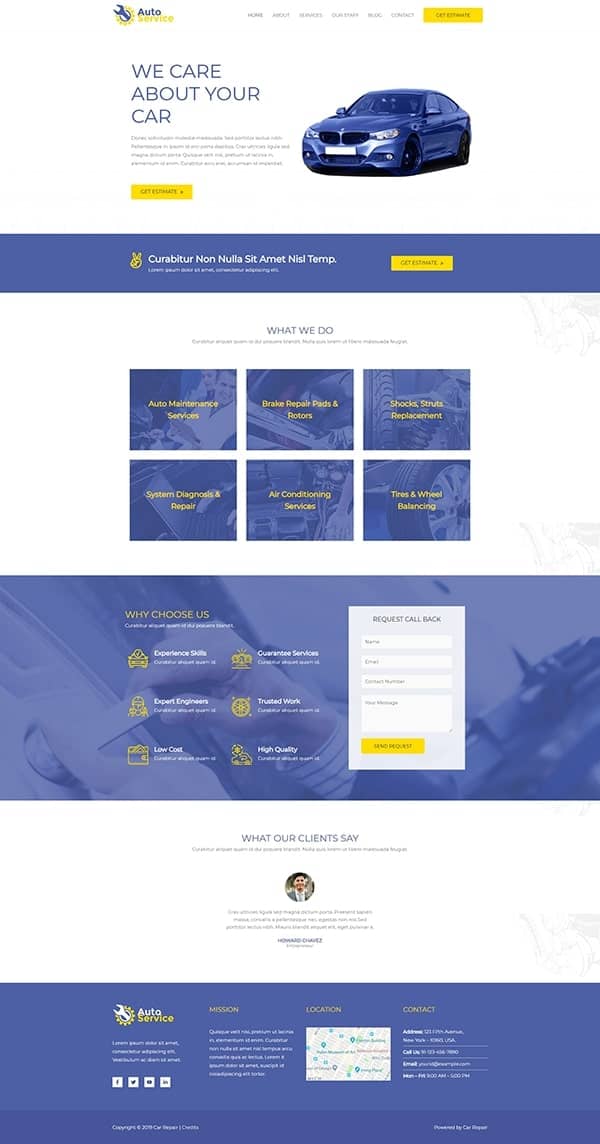 Auto
Service
HOME
ABOUT
SERVICES
OUR STAFF
BLOG
CONTACT
GET ESTIMATE
WE CARE
ABOUT YOUR
CAR
Donec sollicitudin molestie malesuada. Sed porttitor lectus nibh.
Pellentesque in ipsum id orci porta dapibus. Cras ultricies ligula sed
magna dictum porta. Quisque velit nisi, pretium ut lacinia in,
elementum id enim. Curabitur arcu erat, accumsan id imperdiet.
GET ESTIMATE »
Curabitur Non Nulla Sit Amet Nisl Temp.
Lorem ipsum dolor sit amet, consectetur adipiscing elit.
GET ESTIMATE »
WHAT WE DO
Curabitur aliquet quam id dui posuere blandit. Nulla quis lorem ut libero malesuada feugiat.
Auto Maintenance
Services
Brake Repair Pads &
Rotors
Shocks, Struts
Replacement
System Diagnosis &
Repair
Air Conditioning
Services
Tires & Wheel
Balancing
WHY CHOOSE US
Curabitur aliquet quam id dui posuere blandit.
Experience Skills
Curabitur aliquet quam id.
Guarantee Services
Curabitur aliquet quam id.
Expert Engineers
Curabitur aliquet quam id.
Trusted Work
Curabitur aliquet quam id.
Low Cost
Curabitur aliquet quam id.
High Quality
Curabitur aliquet quam id.
REQUEST CALL BACK
Name
Email
Contact Number
Your Message
SEND REQUEST
WHAT OUR CLIENTS SAY
Curabitur aliquet quam id dui posuere blandit. Nulla quis lorem ut libero malesuada feugiat.
Cras ultricies ligula sed magna dictum porta. Praesent sapien
massa, convallis a pellentesque nec, egestas non nisi. Sed
porttitor lectus nibh. Mauris blandit aliquet elit, eget pulvinar a.
HOWARD CHAVEZ
Auto
Service
Lorem ipsum dolor sit amet,
consectetur adipiscing elit.
Vestibulum ac diam sit amet.
MISSION
Quisque velit nisi, pretium ut lacinia
in, elementum id enim. Curabitur
non nulla sit amet nisl tempus
convallis quis ac lectus. Lorem
ipsum dolor sit amet nisl
torcidunt tortor.
LOCATION
CONTACT
Address: 123 Fifth Avenue,
New York - 10160, USA.
Call Us: 91-123-456-7890
Email: yourid@example.com
Mon - Fri: 9:00 AM - 5:00 PM
Copyright © 2019 Car Repair | Credits
Powered by Car Repair